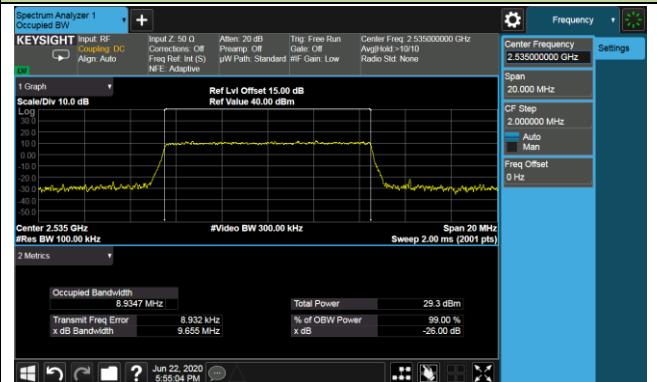 Spectrum Analyzer 1
Occupied BW
+
Frequency
KEYSIGHT
Input: RF
Coupling: DC
Align: Auto
Input Z: 50 Ω
Corrections: Off
Freq Ref: Int (S)
NFE: Adaptive
Atten: 20 dB
Preamp: Off
µW Path: Standard
Trig: Free Run
Gate: Off
#IF Gain: Low
Center Freq: 2.535000000 GHz
Avg|Hold:>10/10
Radio Std: None
Center Frequency
2.535000000 GHz
Settings
Span
20.000 MHz
CF Step
2.000000 MHz
Auto
Man
Freq Offset
0 Hz
1 Graph
Scale/Div 10.0 dB
Ref Lvl Offset 15.00 dB
Ref Value 40.00 dBm
Log
30.0
20.0
10.0
0.00
-10.0
-20.0
-30.0
-40.0
-50.0
Center 2.535 GHz
#Res BW 100.00 kHz
#Video BW 300.00 kHz
Span 20 MHz
Sweep 2.00 ms (2001 pts)
2 Metrics
Occupied Bandwidth
8.9347 MHz
Total Power 29.3 dBm
Transmit Freq Error 8.932 kHz
% of OBW Power 99.00 %
x dB Bandwidth 9.655 MHz
x dB -26.00 dB
?
Jun 22, 2020
5:55:04 PM